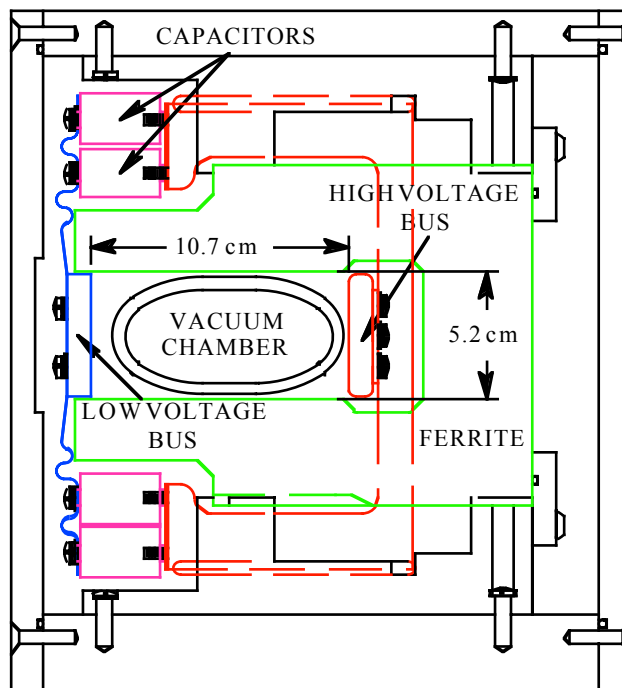 CAPACITORS
HIGH VOLTAGE
BUS
10.7 cm
VACUUM
CHAMBER
5.2 cm
LOW VOLTAGE
BUS
FERRITE